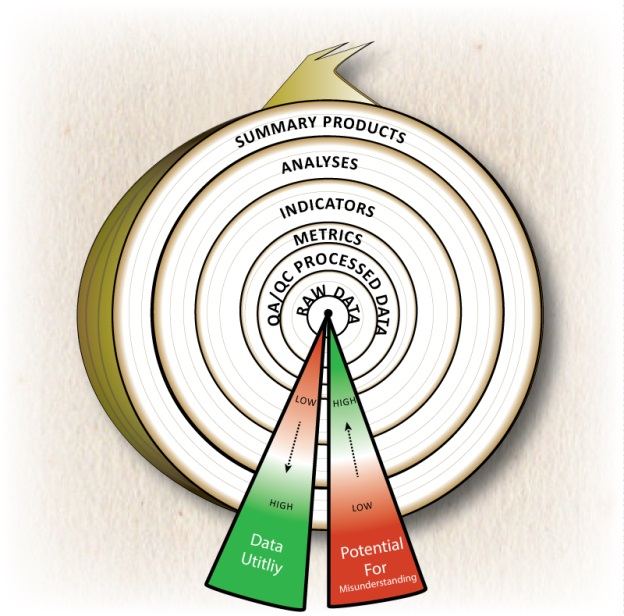 SUMMARY PRODUCTS
ANALYSES
INDICATORS
METRICS
QA/QC PROCESSED DATA
RAW DATA
LOW
HIGH
Data
Utitliy
HIGH
LOW
Potential
For
Misunderstanding